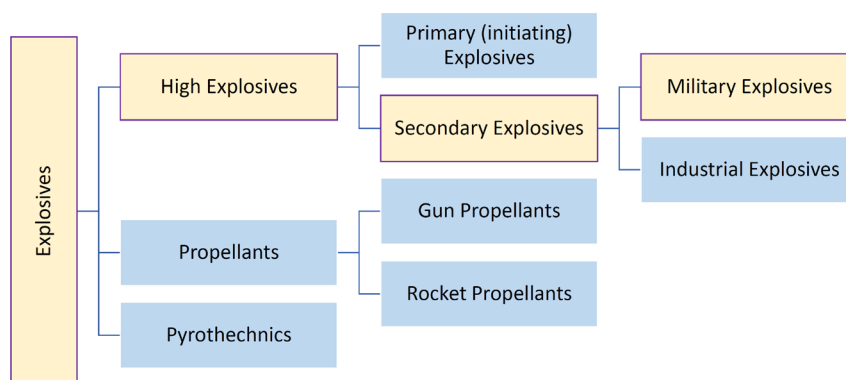 Explosives
High Explosives
Primary (initiating)
Explosives
Secondary Explosives
Military Explosives
Industrial Explosives
Propellants
Gun Propellants
Rocket Propellants
Pyrothechnics